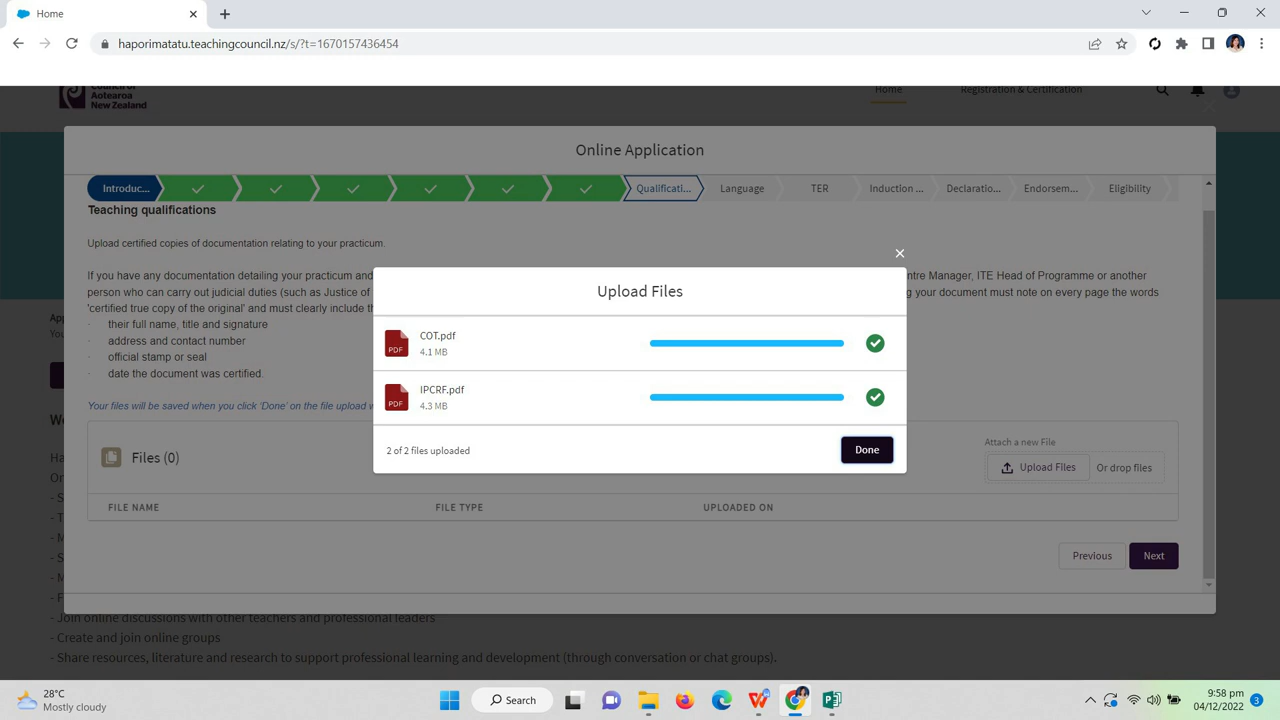 Home
haporimatatu.teachingcouncil.nz/s/?t=1670157436454
Aotearoa
New Zealand
Home
Registration & Certification
Online Application
Introduc...
Qualificati...
Language
TER
Induction ...
Declaratio...
Endorsem...
Eligibility
Teaching qualifications
Upload certified copies of documentation relating to your practicum.
If you have any documentation detailing your practicum and
Manager, ITE Head of Programme or another
person who can carry out judicial duties (such as Justice of
your document must note on every page the words
'certified true copy of the original' and must clearly include th
· their full name, title and signature
· address and contact number
· official stamp or seal
· date the document was certified.
Your files will be saved when you click 'Done' on the file upload w
Upload Files
COT.pdf
4.1 MB
PDF
IPCRF.pdf
4.3 MB
PDF
2 of 2 files uploaded
Done
Files (0)
Attach a new File
Upload Files
Or drop files
FILE NAME
FILE TYPE
UPLOADED ON
Previous
Next
- Join online discussions with other teachers and professional leaders
- Create and join online groups
- Share resources, literature and research to support professional learning and development (through conversation or chat groups).
28°C
Mostly cloudy
Search
9:58 pm
04/12/2022
3